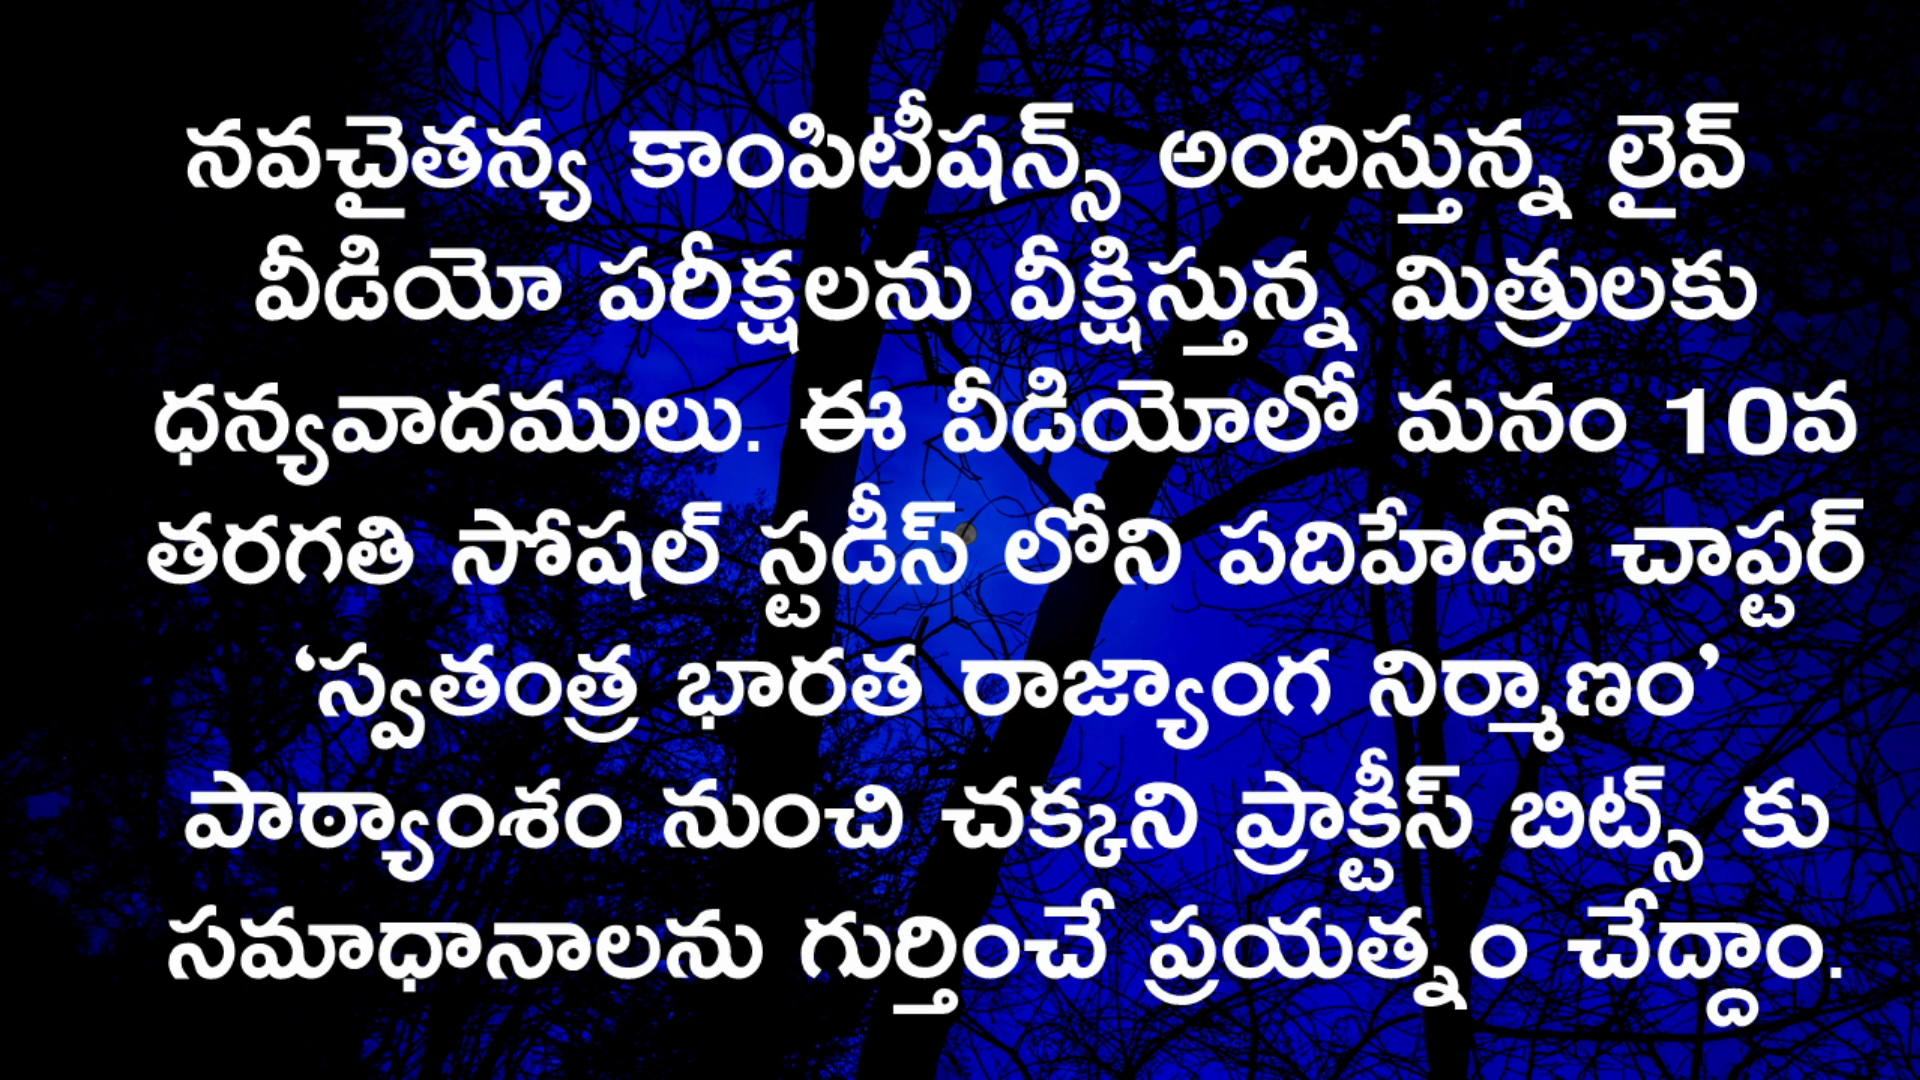 నవచైతన్య కాంపిటీషన్స్ అందిస్తున్న లైవ్
వీడియో పరీక్షలను వీక్షిస్తున్న మిత్రులకు
ధన్యవాదములు. ఈ వీడియోలో మనం 10వ
తరగతి సోషల్ స్టడీస్ లోని పదిహేడో చాప్టర్
‘స్వతంత్ర భారత రాజ్యాంగ నిర్మాణం’
పాఠ్యాంశం నుంచి చక్కని ప్రాక్టీస్ బిట్స్ కు
సమాధానాలను గుర్తించే ప్రయత్నం చేద్దాం.